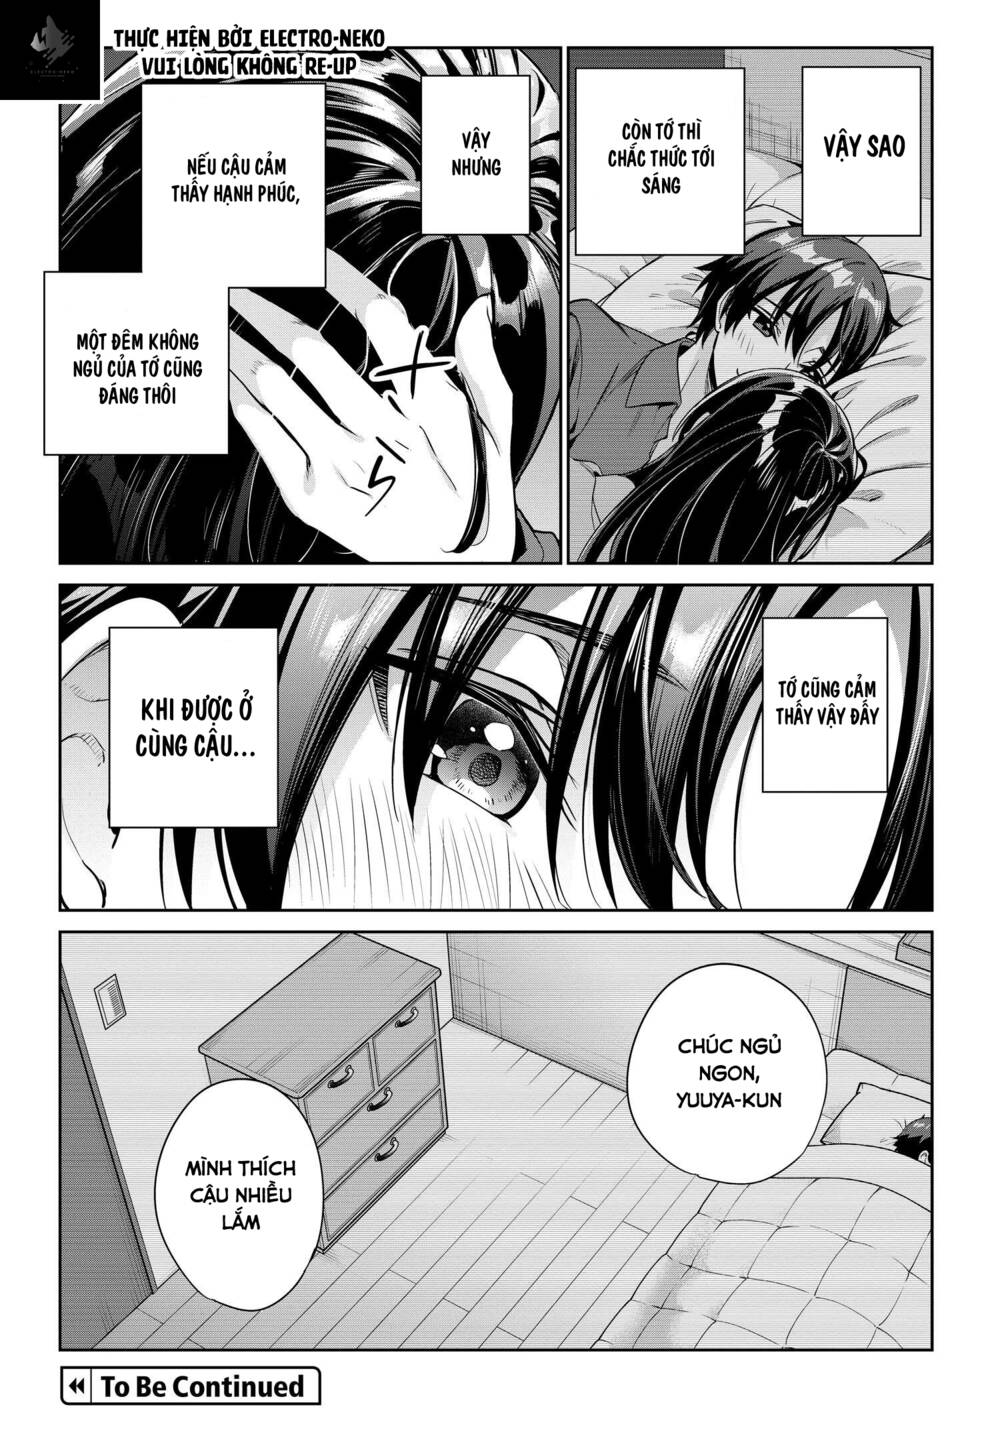 THỰC HIỆN BỞI ELECTRO-NEKO
VUI LÒNG KHÔNG RE-UP
ELECTRO-NEKO
VẬY SAO
CÒN TỚ THÌ
CHẮC THỨC TỚI
SÁNG
VẬY
NHƯNG
NẾU CẬU CẢM
THẤY HẠNH PHÚC,
MỘT ĐÊM KHÔNG
NGỦ CỦA TỚ CŨNG
ĐÁNG THÔI
XỊ
TỚ CŨNG CẢM
THẤY VẬY ĐẤY
KHI ĐƯỢC Ở
CÙNG CẬU...
CHÚC NGỦ
NGON,
YUUYA-KUN
MÌNH THÍCH
CẬU NHIỀU
LẮM
To Be Continued